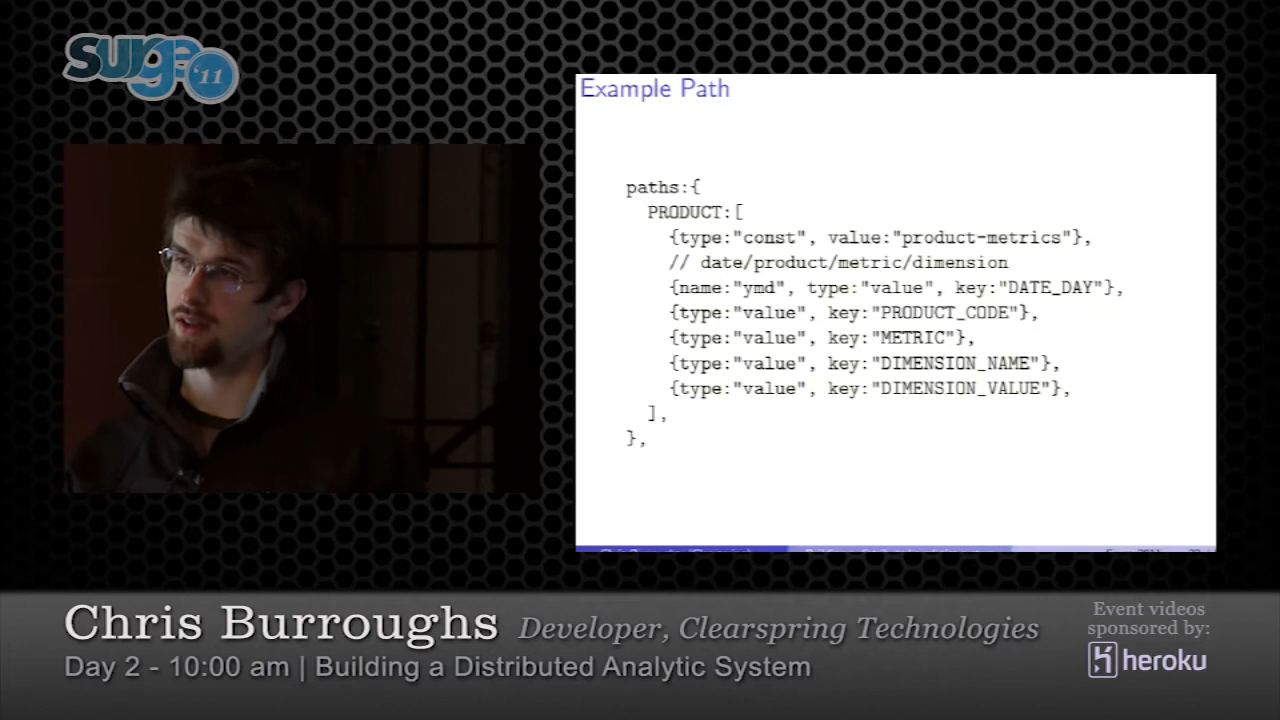 surge '11
Example Path
paths:{
PRODUCT:[
{type:"const", value:"product-metrics"},
// date/product/metric/dimension
{name:"ymd", type:"value", key:"DATE_DAY"},
{type:"value", key:"PRODUCT_CODE"},
{type:"value", key:"METRIC"},
{type:"value", key:"DIMENSION_NAME"},
{type:"value", key:"DIMENSION_VALUE"},
],
},
Chris Burroughs Developer, Clearspring Technologies
Day 2 - 10:00 am | Building a Distributed Analytic System
Event videos
sponsored by:
heroku